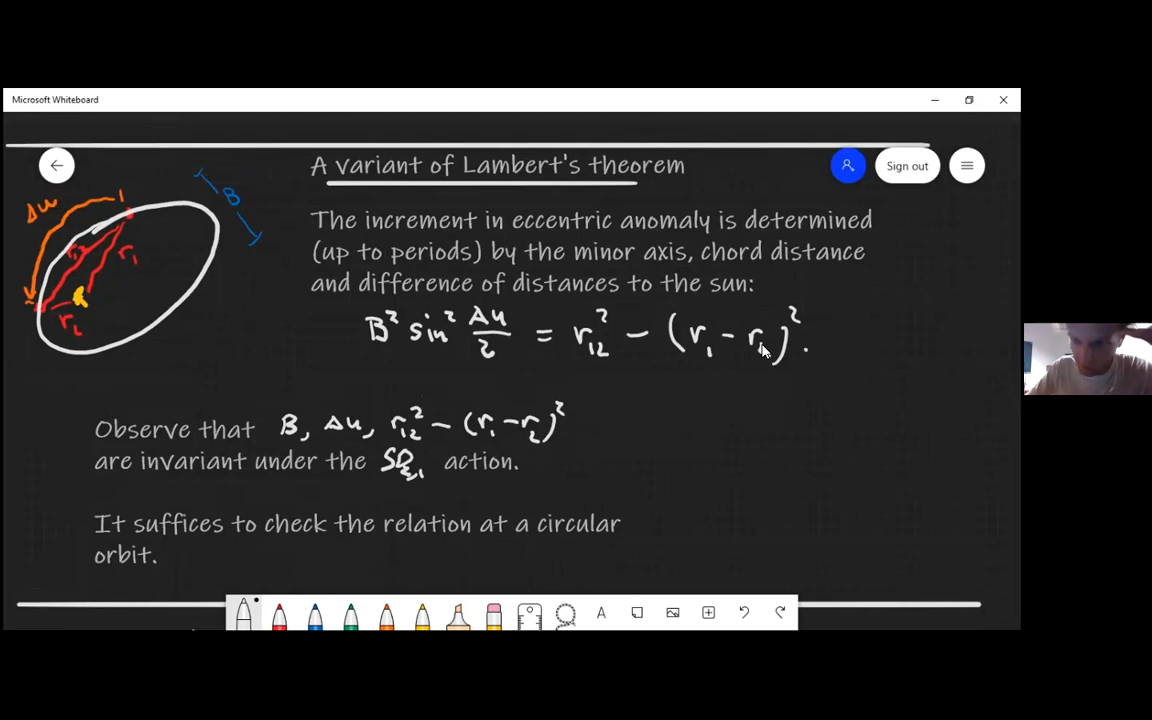 Microsoft Whiteboard
A variant of Lambert's theorem
Sign out
Δu
B
The increment in eccentric anomaly is determined
(up to periods) by the minor axis, chord distance
and difference of distances to the sun:
r₁
r₂
B² sin² Δu/2 = r₁₂² − (r₁ − r₂)².
Observe that B, Δu, r₁₂² − (r₁ − r₂)²
are invariant under the SO₂,₁ action.
It suffices to check the relation at a circular
orbit.
A